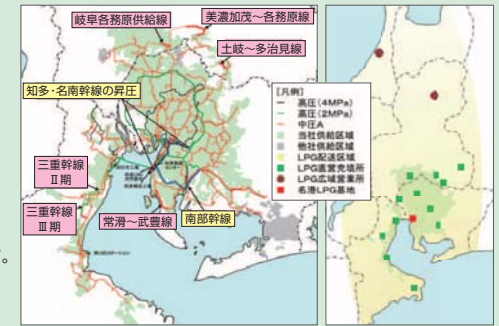 岐阜各務原供給線
美濃加茂～各務原線
土岐～多治見線
知多・名南幹線の昇圧
三重幹線
Ⅱ期
三重幹線
Ⅲ期
常滑～武豊線
南部幹線
。
[凡例]
高圧(4MPa)
高圧(2MPa)
中圧A
当社供給区域
他社供給区域
LPG配送区域
LPG直営充填所
LPG広域営業所
名港LPG基地